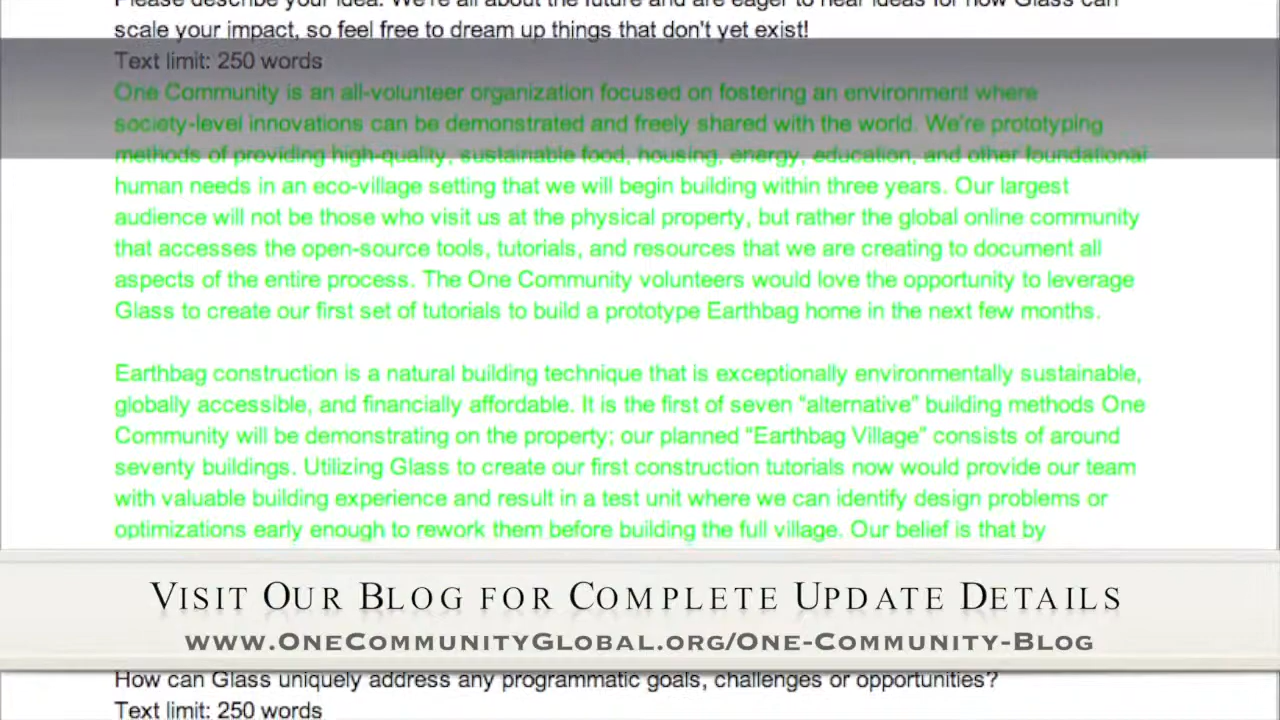 Please describe your idea. We're all about the future and are eager to hear ideas for how Glass can
scale your impact, so feel free to dream up things that don't yet exist!
Text limit: 250 words
One Community is an all-volunteer organization focused on fostering an environment where
society-level innovations can be demonstrated and freely shared with the world. We're prototyping
methods of providing high-quality, sustainable food, housing, energy, education, and other foundational
human needs in an eco-village setting that we will begin building within three years. Our largest
audience will not be those who visit us at the physical property, but rather the global online community
that accesses the open-source tools, tutorials, and resources that we are creating to document all
aspects of the entire process. The One Community volunteers would love the opportunity to leverage
Glass to create our first set of tutorials to build a prototype Earthbag home in the next few months.
Earthbag construction is a natural building technique that is exceptionally environmentally sustainable,
globally accessible, and financially affordable. It is the first of seven “alternative” building methods One
Community will be demonstrating on the property; our planned “Earthbag Village” consists of around
seventy buildings. Utilizing Glass to create our first construction tutorials now would provide our team
with valuable building experience and result in a test unit where we can identify design problems or
optimizations early enough to rework them before building the full village. Our belief is that by
Visit Our Blog for Complete Update Details
www.OneCommunityGlobal.org/One-Community-Blog
How can Glass uniquely address any programmatic goals, challenges or opportunities?
Text limit: 250 words